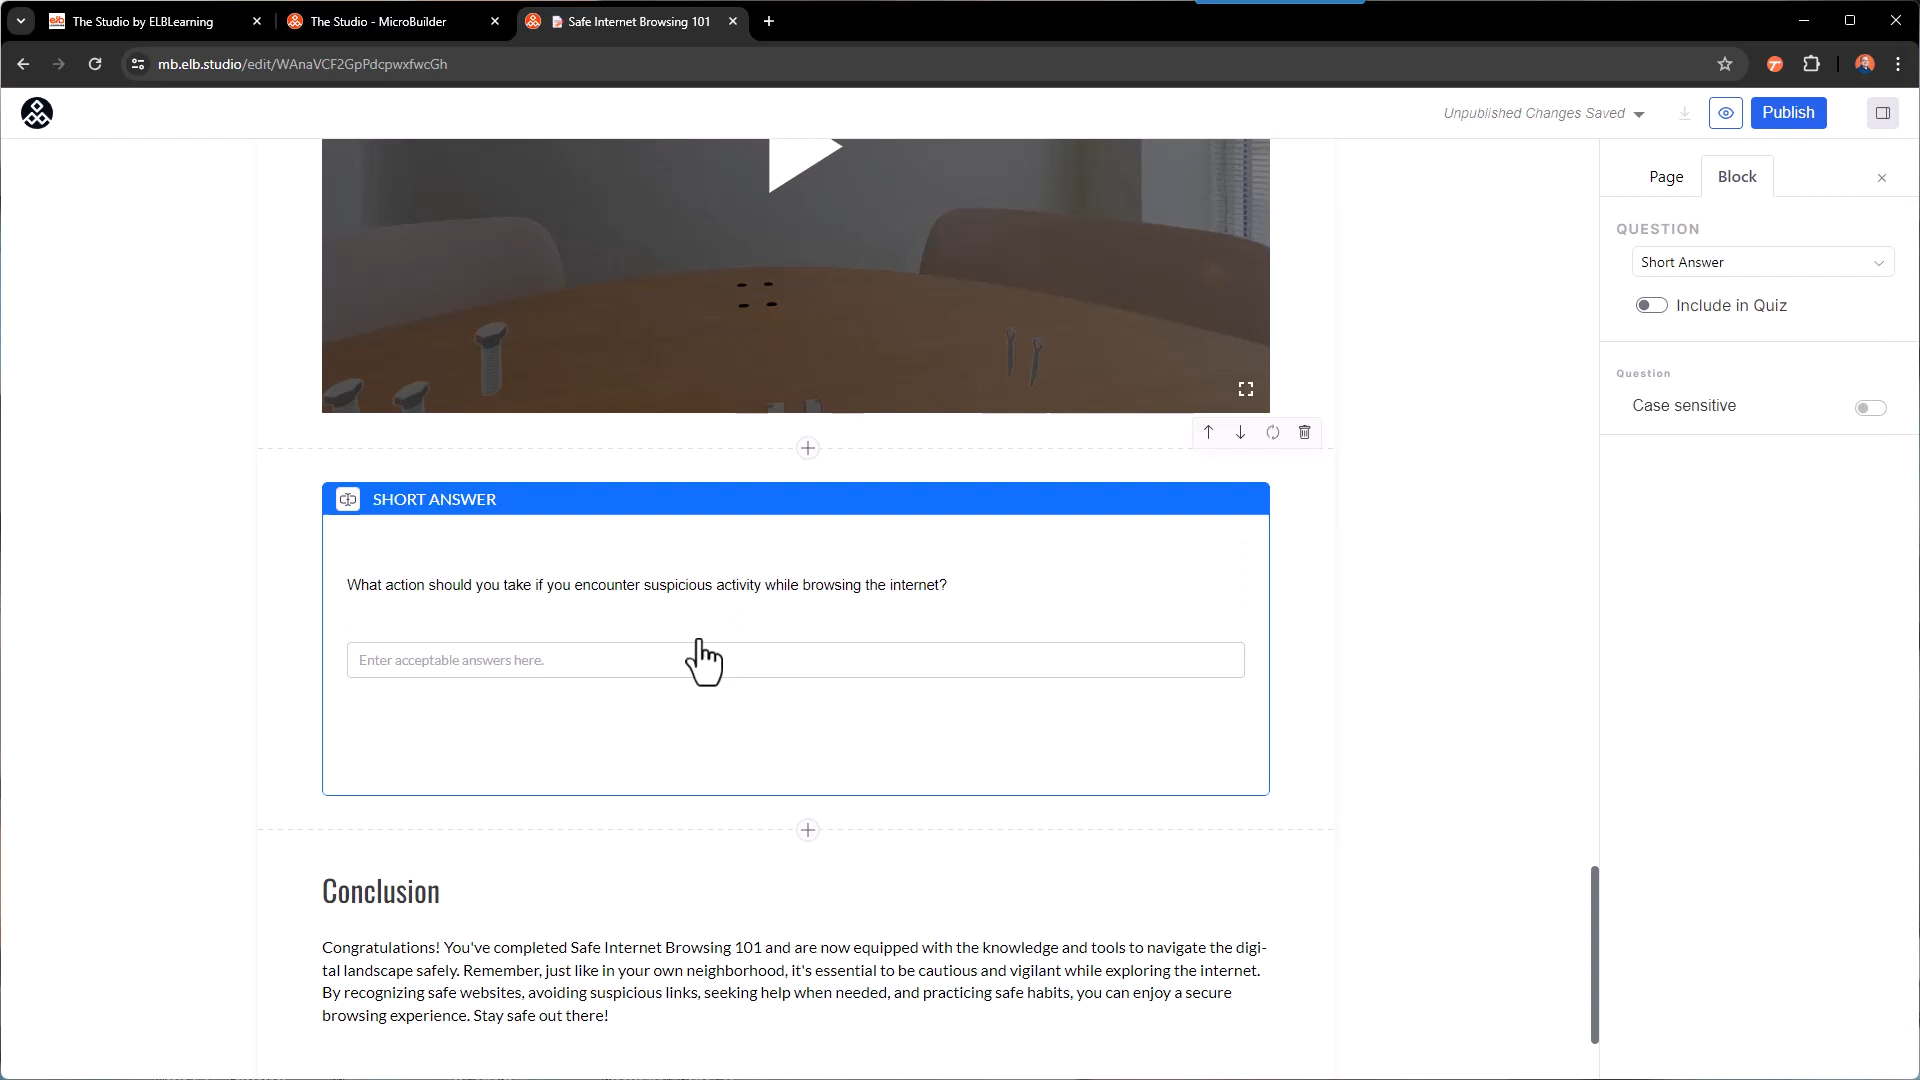 elb The Studio by ELBLearning
The Studio - MicroBuilder
Safe Internet Browsing 101
mb.elb.studio/edit/WAnaVCF2GpPdcpwxfwcGh
Unpublished Changes Saved
Publish
Page
Block
QUESTION
Short Answer
Include in Quiz
Question
Case sensitive
SHORT ANSWER
What action should you take if you encounter suspicious activity while browsing the internet?
Enter acceptable answers here.
Conclusion
Congratulations! You've completed Safe Internet Browsing 101 and are now equipped with the knowledge and tools to navigate the digi-
tal landscape safely. Remember, just like in your own neighborhood, it's essential to be cautious and vigilant while exploring the internet.
By recognizing safe websites, avoiding suspicious links, seeking help when needed, and practicing safe habits, you can enjoy a secure
browsing experience. Stay safe out there!